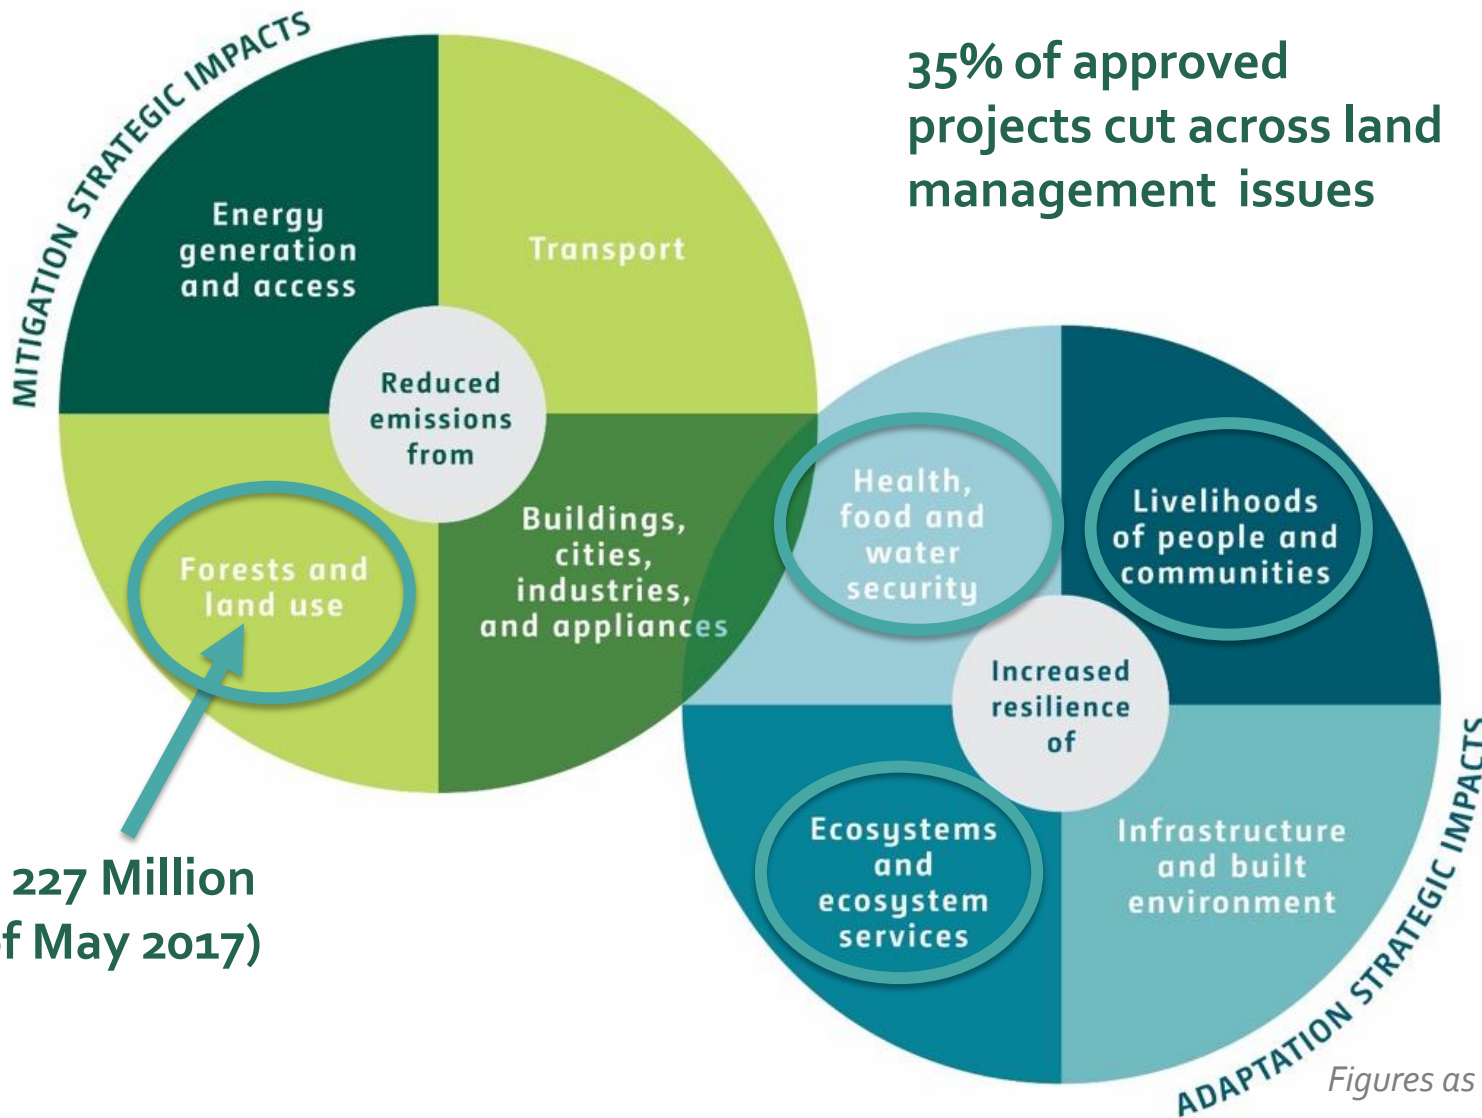 MITIGATION STRATEGIC IMPACTS
35% of approved
projects cut across land
management issues
Energy
generation
and access
Transport
Reduced
emissions
from
Forests and
land use
Buildings,
cities,
industries,
and appliances
Health,
food and
water
security
Livelihoods
of people and
communities
Increased
resilience
of
Ecosystems
and
ecosystem
services
Infrastructure
and built
environment
227 Million
f May 2017)
ADAPTATION STRATEGIC IMPACTS
Figures as